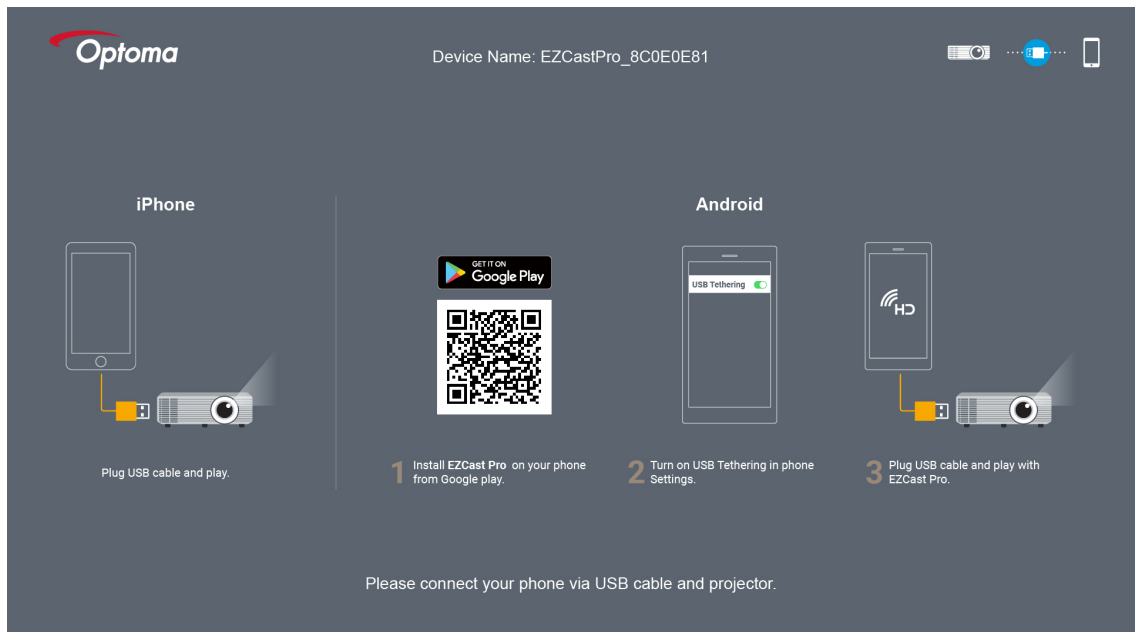 Optoma
Device Name: EZCastPro_8C0E0E81
iPhone
Plug USB cable and play.
Android
GET IT ON
Google Play
1 Install EZCast Pro on your phone
from Google play.
USB Tethering
2 Turn on USB Tethering in phone
Settings.
HD
3 Plug USB cable and play with
EZCast Pro.
Please connect your phone via USB cable and projector.